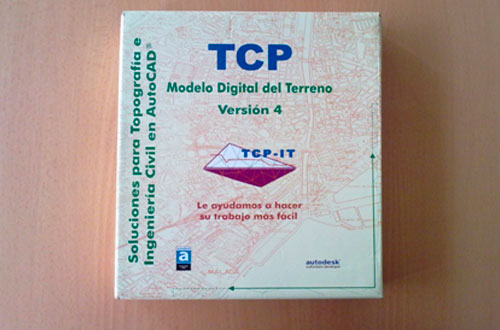 TCP
Modelo Digital del Terreno
Versión 4
TCP-IT
Le ayudamos a hacer
su trabajo más fácil
Soluciones para Topografía e
Ingeniería Civil en AutoCAD®
a
MALAGA
autodesk